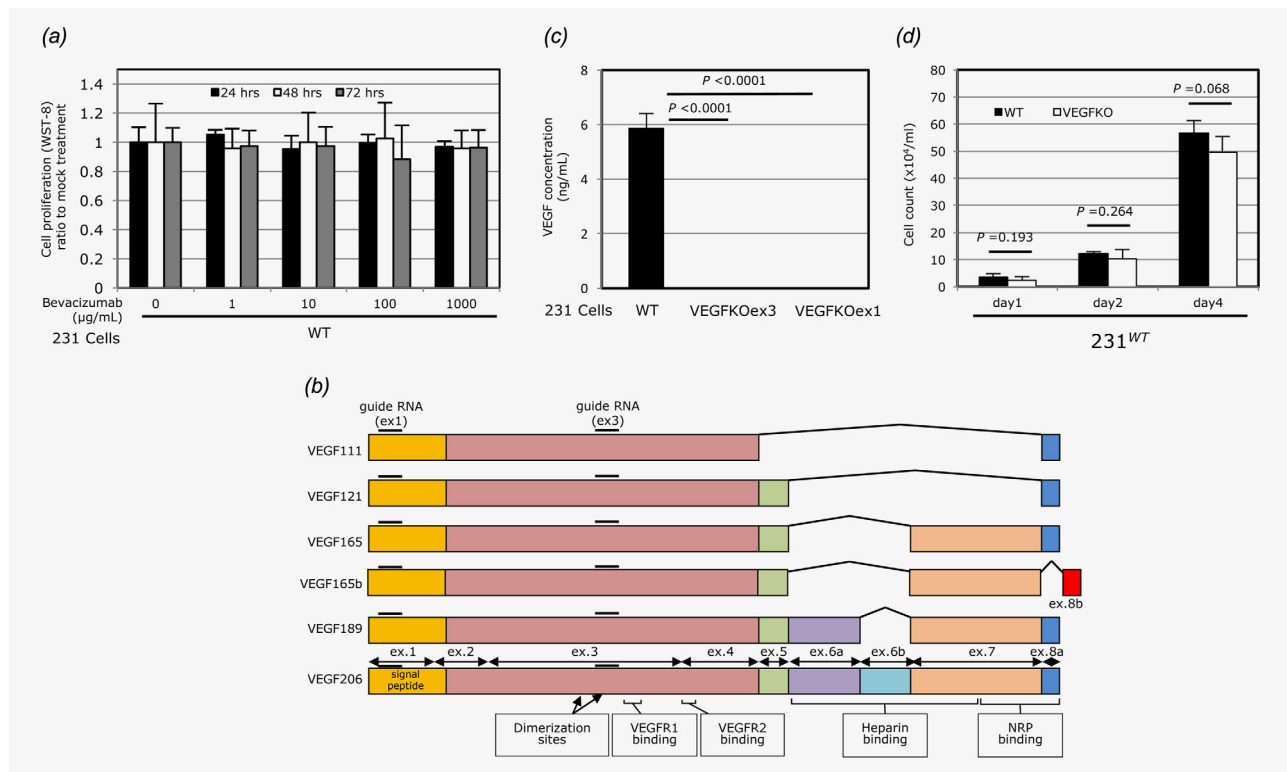 (a)
1.4
1.2
1
0.8
0.6
0.4
0.2
0
Cell proliferation (WST-8)
ratio to mock treatment
24 hrs 48 hrs 72 hrs
Bevacizumab
(µg/mL)
0 1 10 100 1000
231 Cells
WT
(c)
8
6
4
2
0
VEGF concentration
(ng/mL)
P <0.0001
P <0.0001
231 Cells WT VEGFKOex3 VEGFKOex1
(d)
80
70
60
50
40
30
20
10
0
Cell count (x10⁴/ml)
WT VEGFKO
P =0.193
P =0.264
P =0.068
day1 day2 day4
231ᵂᵀ
(b)
guide RNA
(ex1)
guide RNA
(ex3)
VEGF111
VEGF121
VEGF165
VEGF165b
ex.8b
VEGF189
ex.1 ex.2 ex.3 ex.4 ex.5 ex.6a ex.6b ex.7 ex.8a
VEGF206
signal
peptide
Dimerization
sites
VEGFR1
binding
VEGFR2
binding
Heparin
binding
NRP
binding